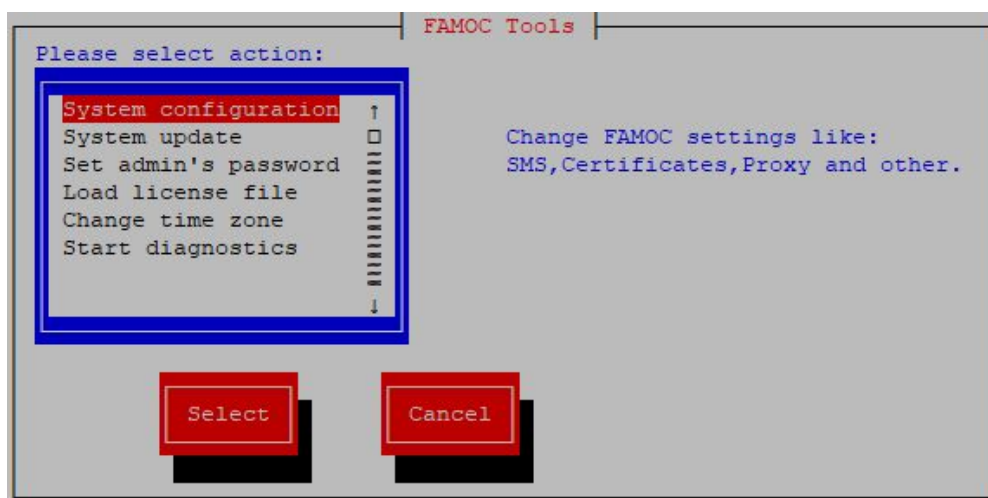 FAMOC Tools
Please select action:
System configuration
System update
Set admin's password
Load license file
Change time zone
Start diagnostics
Change FAMOC settings like:
SMS,Certificates,Proxy and other.
Select
Cancel